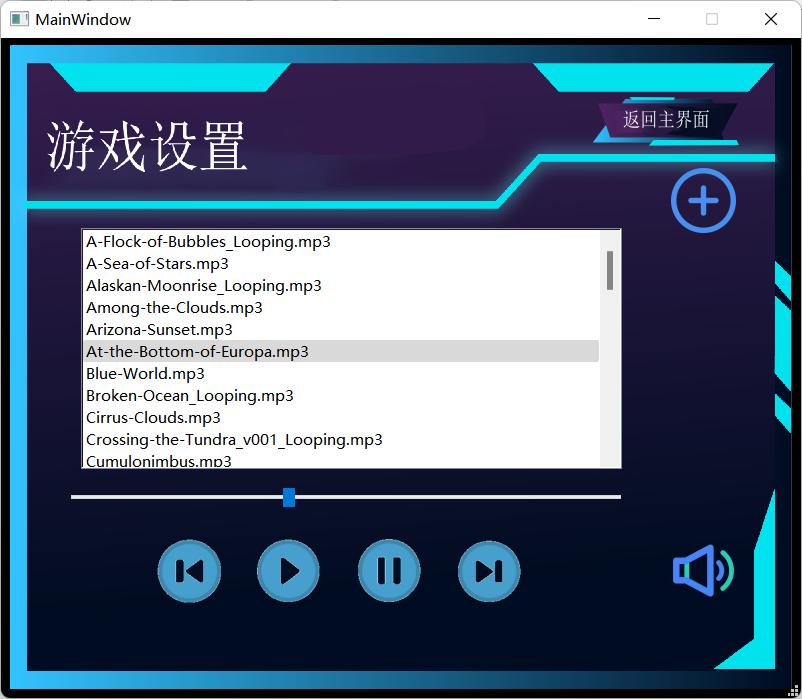 MainWindow
返回主界面
游戏设置
A-Flock-of-Bubbles_Looping.mp3
A-Sea-of-Stars.mp3
Alaskan-Moonrise_Looping.mp3
Among-the-Clouds.mp3
Arizona-Sunset.mp3
At-the-Bottom-of-Europa.mp3
Blue-World.mp3
Broken-Ocean_Looping.mp3
Cirrus-Clouds.mp3
Crossing-the-Tundra_v001_Looping.mp3
Cumulonimbus.mp3